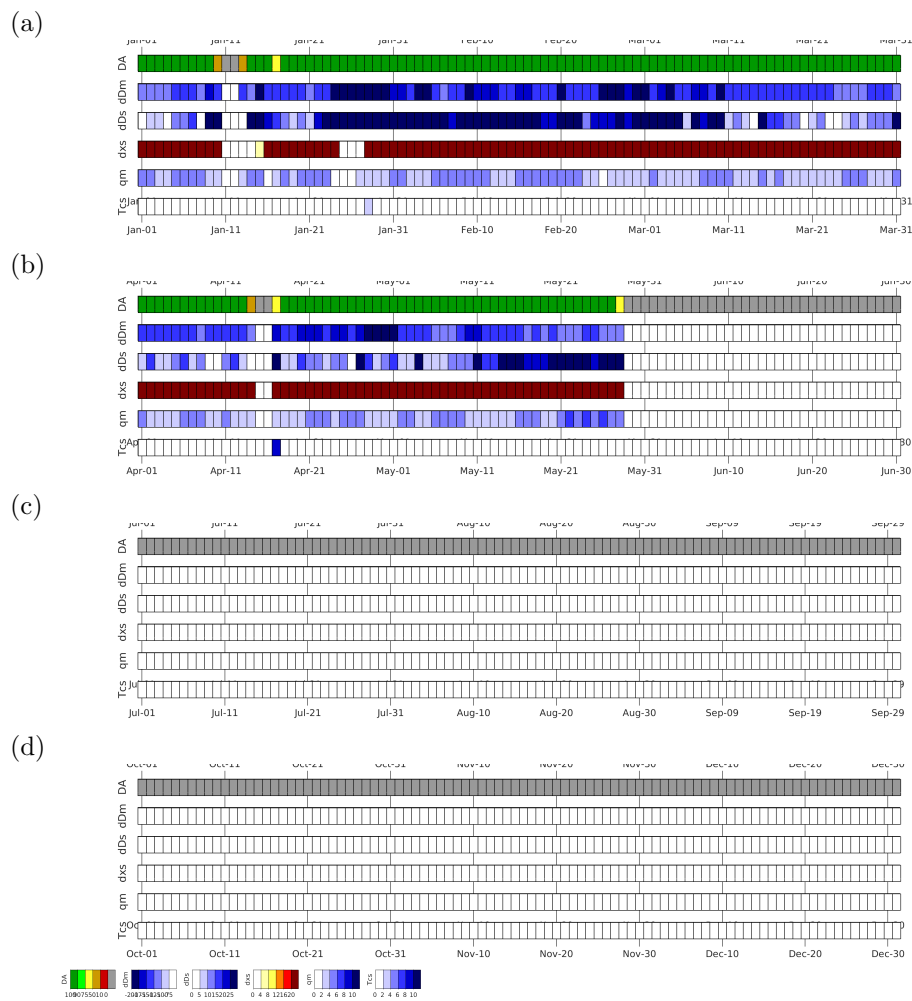 (a)
Jan-01 Jan-11 Jan-21 Jan-31 Feb-10 Feb-20 Mar-01 Mar-11 Mar-21 Mar-31
DA
dDm
dDs
dxs
qm
Tcs
Jan-01 Jan-11 Jan-21 Jan-31 Feb-10 Feb-20 Mar-01 Mar-11 Mar-21 Mar-31
(b)
Apr-01 Apr-11 Apr-21 May-01 May-11 May-21 May-31 Jun-10 Jun-20 Jun-30
DA
dDm
dDs
dxs
qm
Tcs
Apr-01 Apr-11 Apr-21 May-01 May-11 May-21 May-31 Jun-10 Jun-20 Jun-30
(c)
Jul-01 Jul-11 Jul-21 Jul-31 Aug-10 Aug-20 Aug-30 Sep-09 Sep-19 Sep-29
DA
dDm
dDs
dxs
qm
Tcs
Jul-01 Jul-11 Jul-21 Jul-31 Aug-10 Aug-20 Aug-30 Sep-09 Sep-19 Sep-29
(d)
Oct-01 Oct-11 Oct-21 Oct-31 Nov-10 Nov-20 Nov-30 Dec-10 Dec-20 Dec-30
DA
dDm
dDs
dxs
qm
Tcs
Oct-01 Oct-11 Oct-21 Oct-31 Nov-10 Nov-20 Nov-30 Dec-10 Dec-20 Dec-30
DA dDm dDs dxs qm Tcs
0 5 10 15 20 25 0 4 8 12 16 20 0 2 4 6 8 10 0 2 4 6 8 10